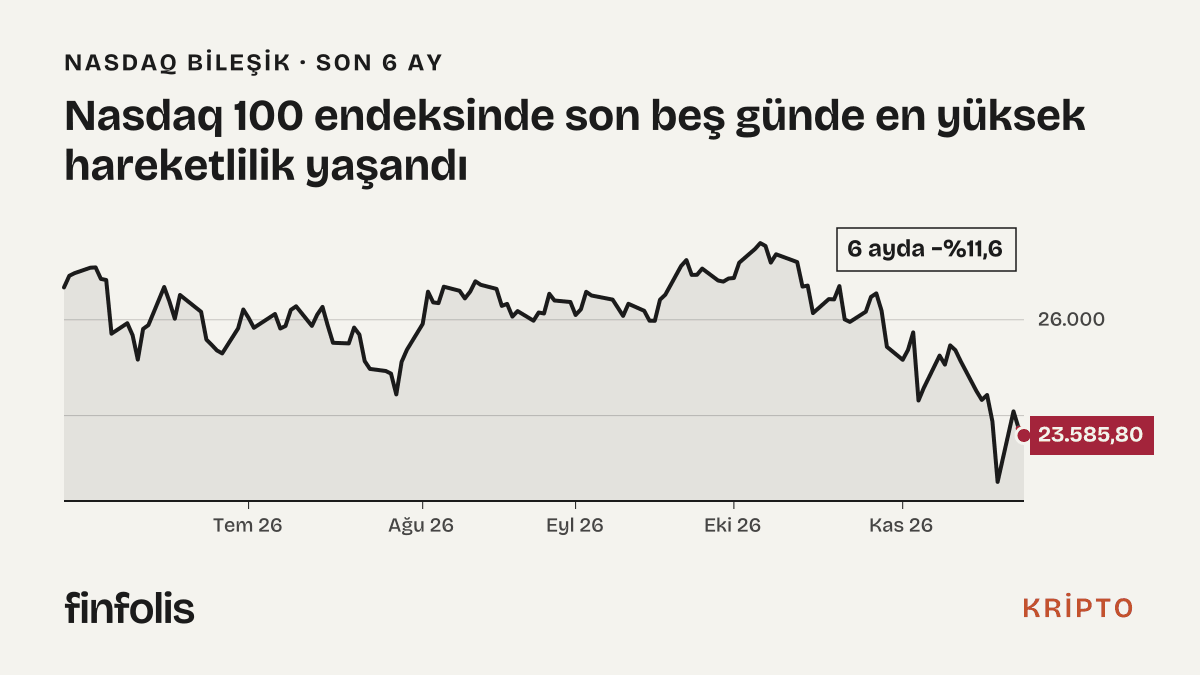 NASDAQ BİLEŞİK · SON 6 AY
Nasdaq 100 endeksinde son beş günde en yüksek
hareketlilik yaşandı
6 ayda −%11,6
26.000
23.585,80
Tem 26
Ağu 26
Eyl 26
Eki 26
Kas 26
finfolis
KRİPTO